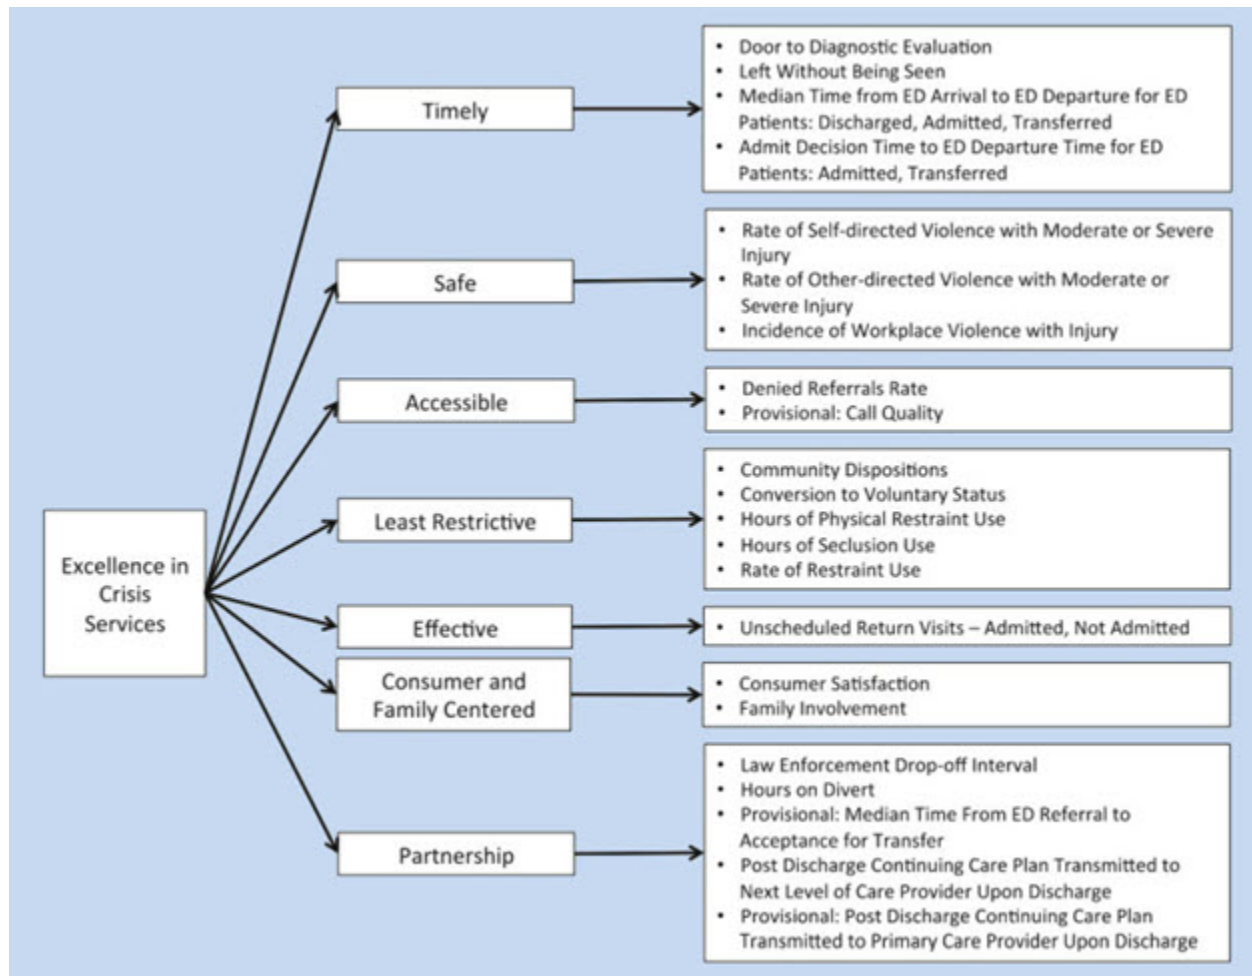 Excellence in
Crisis
Services
Timely
• Door to Diagnostic Evaluation
• Left Without Being Seen
• Median Time from ED Arrival to ED Departure for ED
Patients: Discharged, Admitted, Transferred
• Admit Decision Time to ED Departure Time for ED
Patients: Admitted, Transferred
Safe
• Rate of Self-directed Violence with Moderate or Severe
Injury
• Rate of Other-directed Violence with Moderate or
Severe Injury
• Incidence of Workplace Violence with Injury
Accessible
• Denied Referrals Rate
• Provisional: Call Quality
Least Restrictive
• Community Dispositions
• Conversion to Voluntary Status
• Hours of Physical Restraint Use
• Hours of Seclusion Use
• Rate of Restraint Use
Effective
• Unscheduled Return Visits – Admitted, Not Admitted
Consumer and
Family Centered
• Consumer Satisfaction
• Family Involvement
Partnership
• Law Enforcement Drop-off Interval
• Hours on Divert
• Provisional: Median Time From ED Referral to
Acceptance for Transfer
• Post Discharge Continuing Care Plan Transmitted to
Next Level of Care Provider Upon Discharge
• Provisional: Post Discharge Continuing Care Plan
Transmitted to Primary Care Provider Upon Discharge